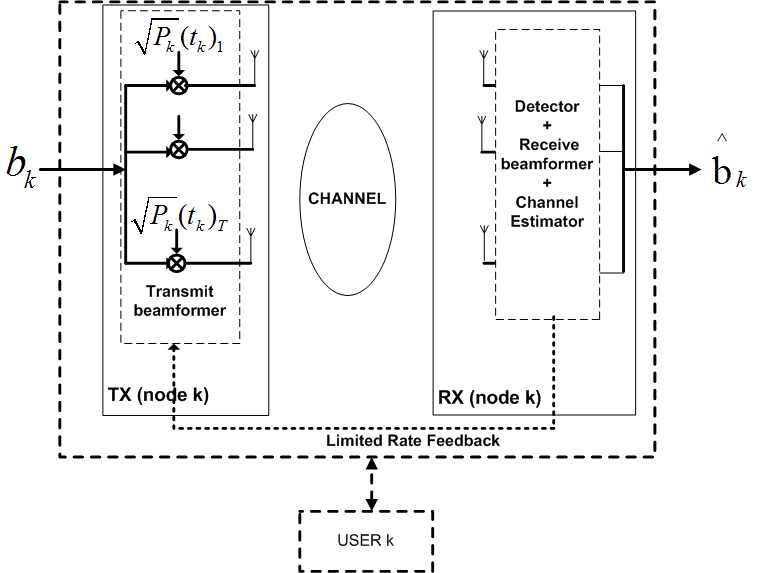 √P_k (t_k)_1
b_k
√P_k (t_k)_T
Transmit
beamformer
TX (node k)
CHANNEL
Detector
+
Receive
beamformer
+
Channel
Estimator
RX (node k)
b̂_k
Limited Rate Feedback
USER k